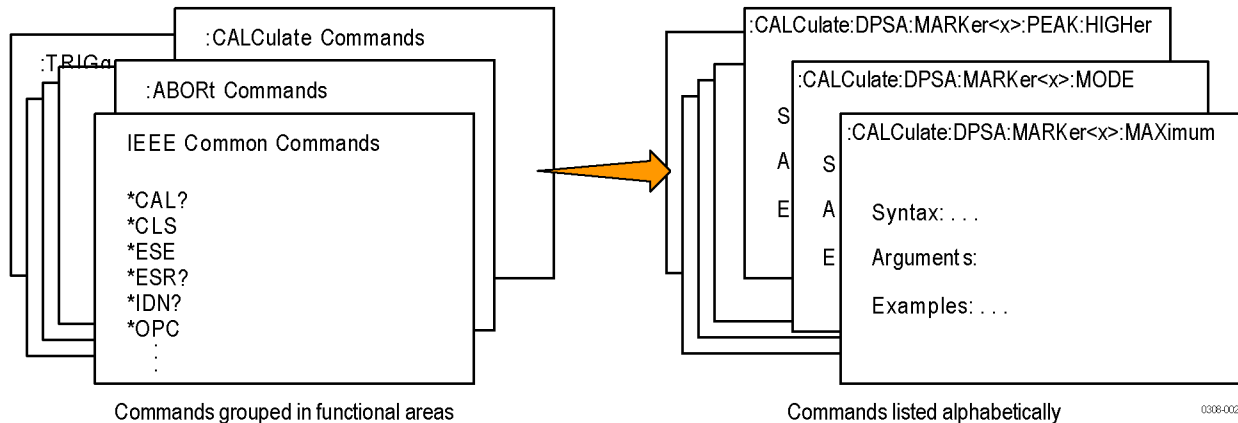 :CALCulate Commands
:TRIGg
:ABORt Commands
IEEE Common Commands
*CAL?
*CLS
*ESE
*ESR?
*IDN?
*OPC
Commands grouped in functional areas
:CALCulate:DPSA:MARKer<x>:PEAK:HIGHer
:CALCulate:DPSA:MARKer<x>:MODE
:CALCulate:DPSA:MARKer<x>:MAXimum
S
A
E
S
A
E
Syntax: . . .
Arguments:
Examples: . . .
Commands listed alphabetically
0308-002